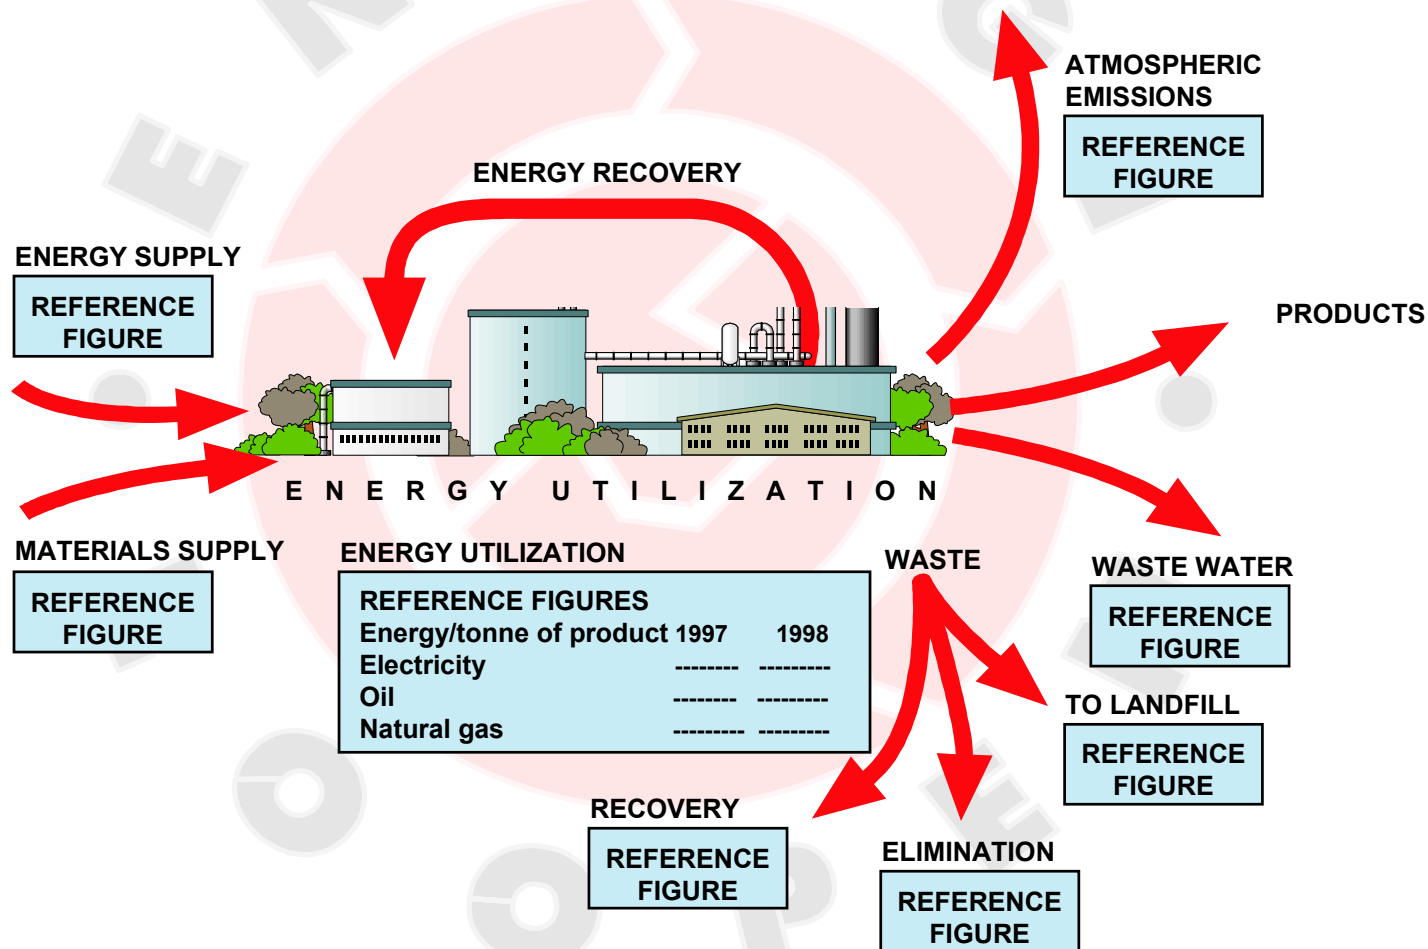 ATMOSPHERIC
EMISSIONS
REFERENCE
FIGURE
ENERGY RECOVERY
ENERGY SUPPLY
REFERENCE
FIGURE
PRODUCTS
ENERGY UTILIZATION
MATERIALS SUPPLY
REFERENCE
FIGURE
ENERGY UTILIZATION
REFERENCE FIGURES
Energy/tonne of product 1997 1998
Electricity -------- ---------
Oil -------- ---------
Natural gas --------- ---------
WASTE
WASTE WATER
REFERENCE
FIGURE
TO LANDFILL
REFERENCE
FIGURE
RECOVERY
REFERENCE
FIGURE
ELIMINATION
REFERENCE
FIGURE